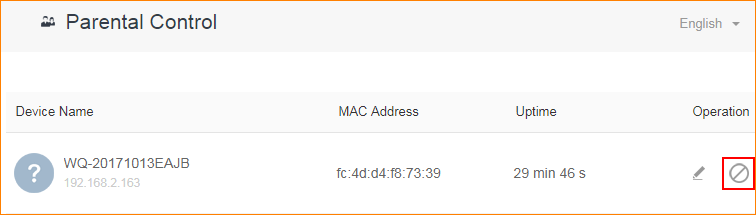 Parental Control
English
Device Name MAC Address Uptime Operation
? WQ-20171013EAJB fc:4d:d4:f8:73:39 29 min 46 s
192.168.2.163